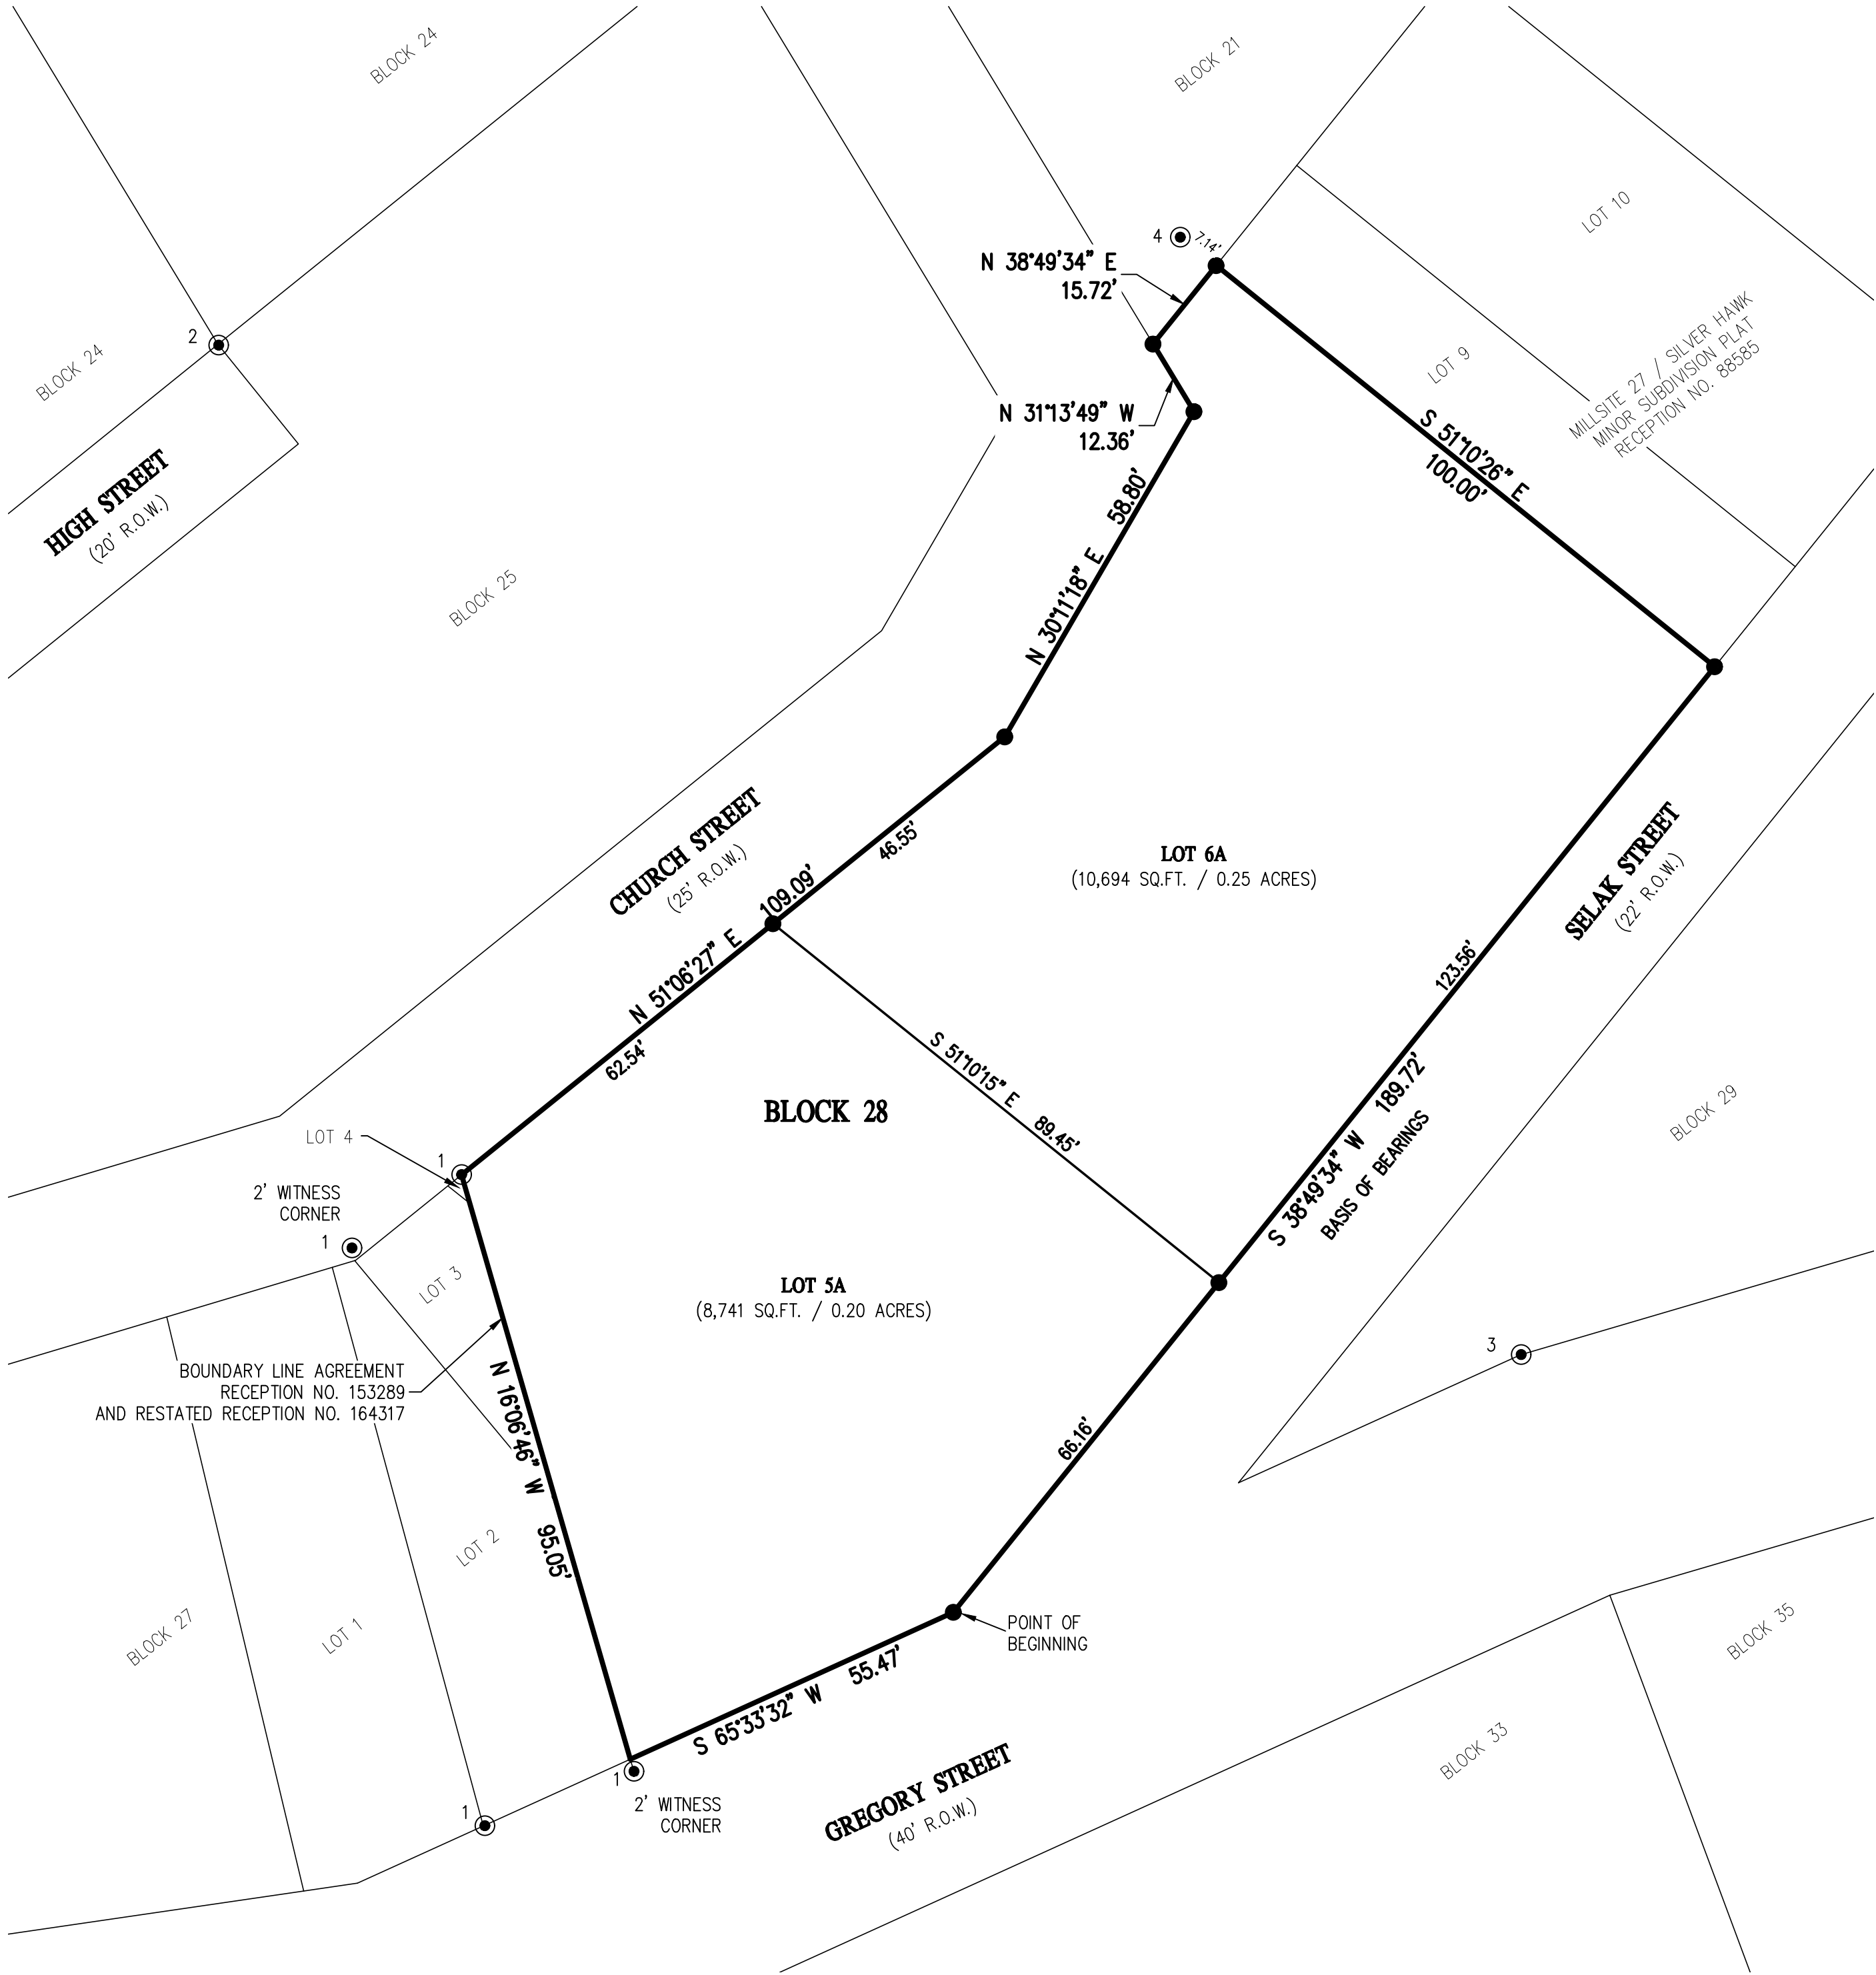 BLOCK 24
BLOCK 21
LOT 10
4
7.14'
N 38°49'34" E
15.72'
2
BLOCK 24
MILLSITE 27 / SILVER HAWK
MINOR SUBDIVISION PLAT
RECEPTION NO. 88585
LOT 9
N 31°13'49" W
12.36'
S 51°10'26" E
100.00'
HIGH STREET
(20' R.O.W.)
58.80'
N 30°11'18" E
BLOCK 25
CHURCH STREET
(25' R.O.W.)
46.55'
109.09'
N 51°06'27" E
62.54'
LOT 6A
(10,694 SQ.FT. / 0.25 ACRES)
SELAK STREET
(22' R.O.W.)
123.56'
S 51°10'15" E 89.45'
BLOCK 28
S 38°49'34" W 189.72'
BASIS OF BEARINGS
BLOCK 29
LOT 4
1
2' WITNESS
CORNER
1
LOT 3
LOT 5A
(8,741 SQ.FT. / 0.20 ACRES)
3
BOUNDARY LINE AGREEMENT
RECEPTION NO. 153289
AND RESTATED RECEPTION NO. 164317
N 16°06'46" W 95.05'
66.16'
LOT 2
LOT 1
BLOCK 27
POINT OF
BEGINNING
BLOCK 35
S 65°33'32" W 55.47'
1
2' WITNESS
CORNER
1
GREGORY STREET
(40' R.O.W.)
BLOCK 33